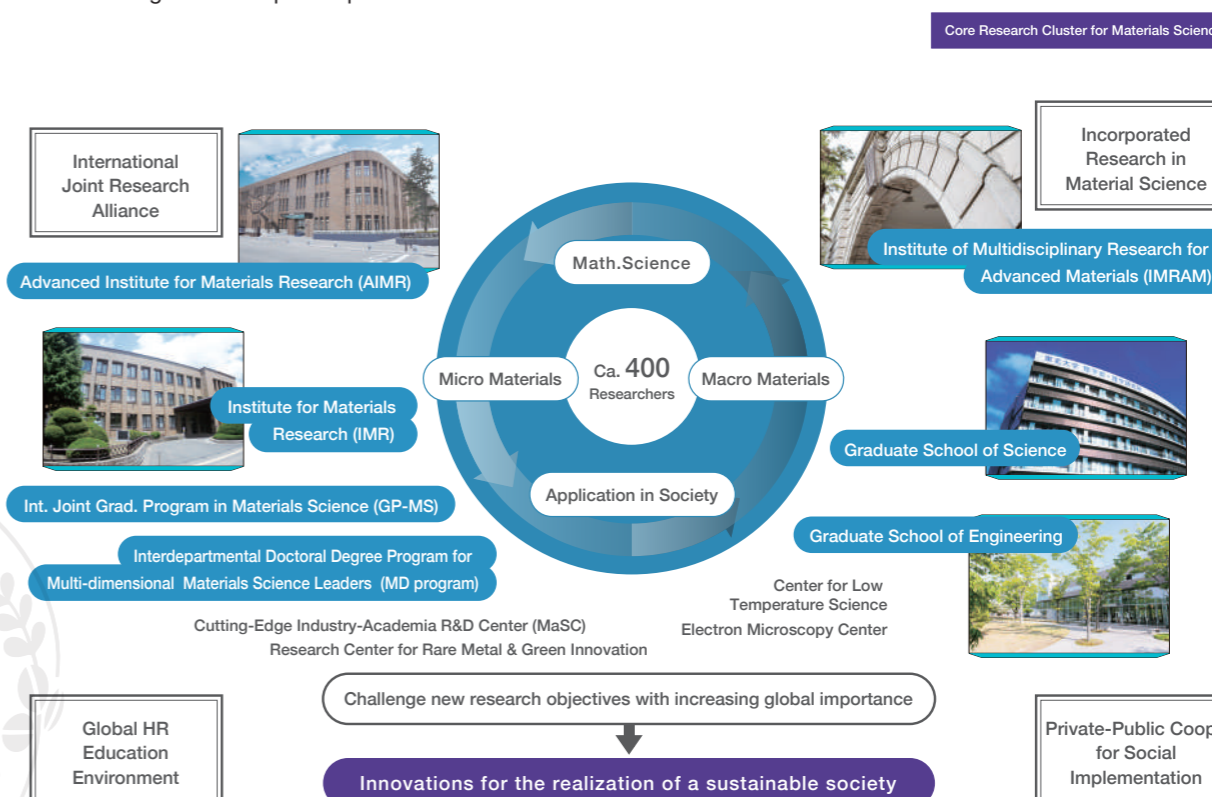 Core Research Cluster for Materials Scienc
International
Joint Research
Alliance
Incorporated
Research in
Material Science
Advanced Institute for Materials Research (AIMR)
Institute of Multidisciplinary Research for
Advanced Materials (IMRAM)
Math.Science
Micro Materials
Ca. 400
Researchers
Macro Materials
Application in Society
Institute for Materials
Research (IMR)
Graduate School of Science
Int. Joint Grad. Program in Materials Science (GP-MS)
Interdepartmental Doctoral Degree Program for
Multi-dimensional Materials Science Leaders (MD program)
Graduate School of Engineering
Center for Low
Temperature Science
Electron Microscopy Center
Cutting-Edge Industry-Academia R&D Center (MaSC)
Research Center for Rare Metal & Green Innovation
Challenge new research objectives with increasing global importance
Innovations for the realization of a sustainable society
Global HR
Education
Environment
Private-Public Coop
for Social
Implementation